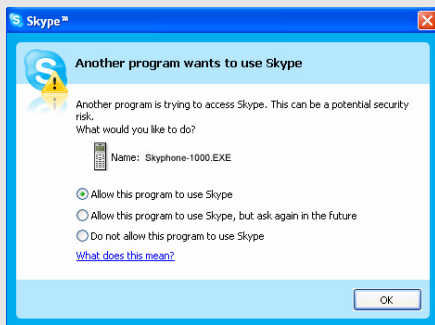 Skype™
Another program wants to use Skype
Another program is trying to access Skype. This can be a potential security
risk.
What would you like to do?
Name: Skyphone-1000.EXE
Allow this program to use Skype
Allow this program to use Skype, but ask again in the future
Do not allow this program to use Skype
What does this mean?
OK